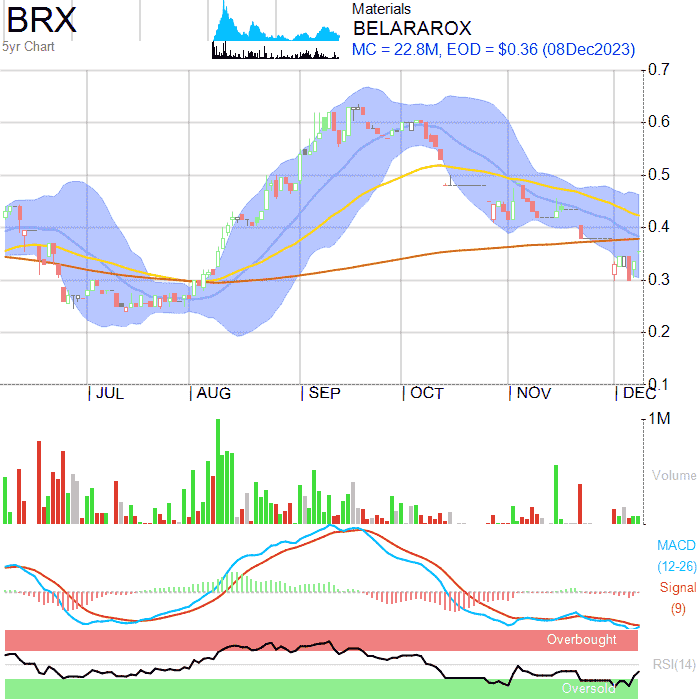 BRX
5yr Chart
Materials
BELARAROX
MC = 22.8M, EOD = $0.36 (08Dec2023)
0.7
0.6
0.5
0.4
0.3
0.2
0.1
JUL AUG SEP OCT NOV DEC
1M
Volume
MACD
(12-26)
Signal
(9)
Overbought
RSI(14)
Oversold